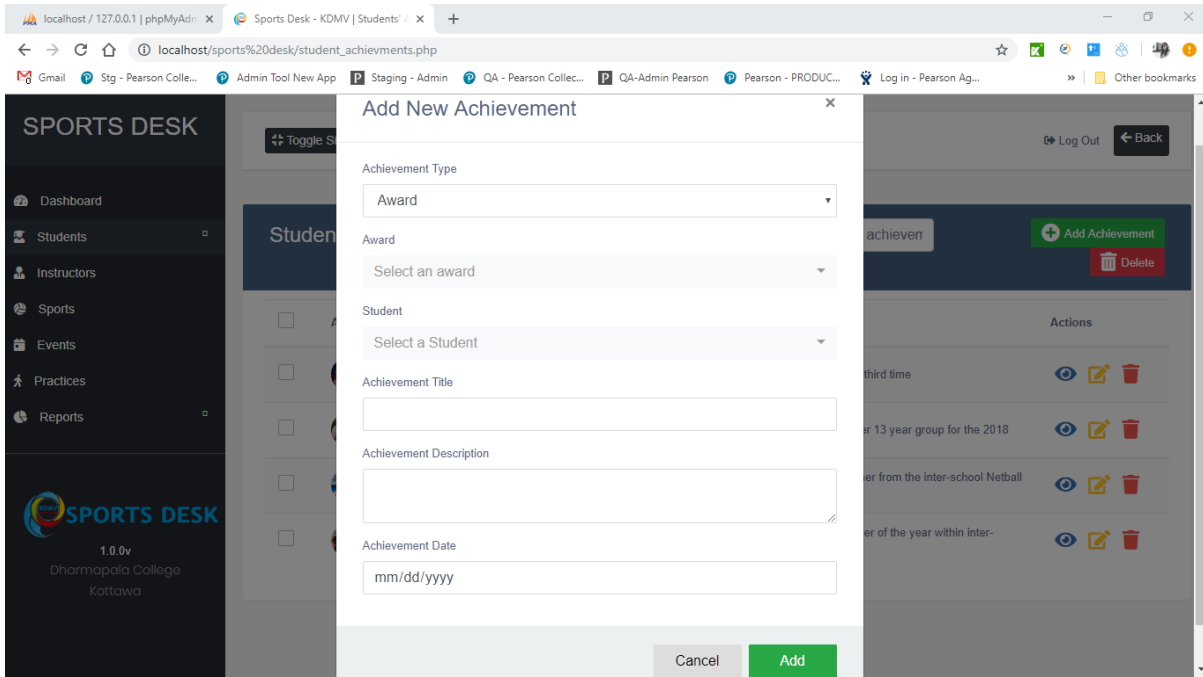 localhost / 127.0.0.1 | phpMyAdm
Sports Desk - KDMV | Students' A
localhost/sports%20desk/student_achievments.php
Gmail
Stg - Pearson Colle...
Admin Tool New App
Staging - Admin
QA - Pearson Collec...
QA-Admin Pearson
Pearson - PRODUC...
Log in - Pearson Ag...
»
Other bookmarks
SPORTS DESK
Dashboard
Students
Instructors
Sports
Events
Practices
Reports
SPORTS DESK
1.0.0v
Dharmapala College
Kottawa
Toggle Si
Log Out
Back
Studen
achievem
Add Achievement
Delete
Actions
third time
er 13 year group for the 2018
er from the inter-school Netball
er of the year within inter-
Add New Achievement
×
Achievement Type
Award
Award
Select an award
Student
Select a Student
Achievement Title
Achievement Description
Achievement Date
mm/dd/yyyy
Cancel
Add